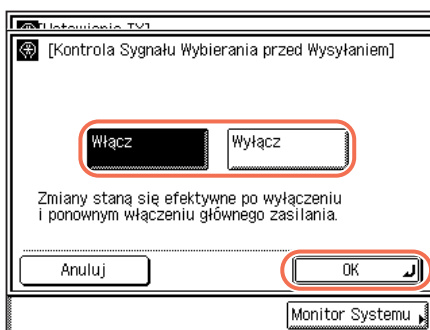 [Kontrola Sygnału Wybierania przed Wysyłaniem]
Włącz
Wyłącz
Zmiany staną się efektywne po wyłączeniu
i ponownym włączeniu głównego zasilania.
Anuluj
OK
Monitor Systemu